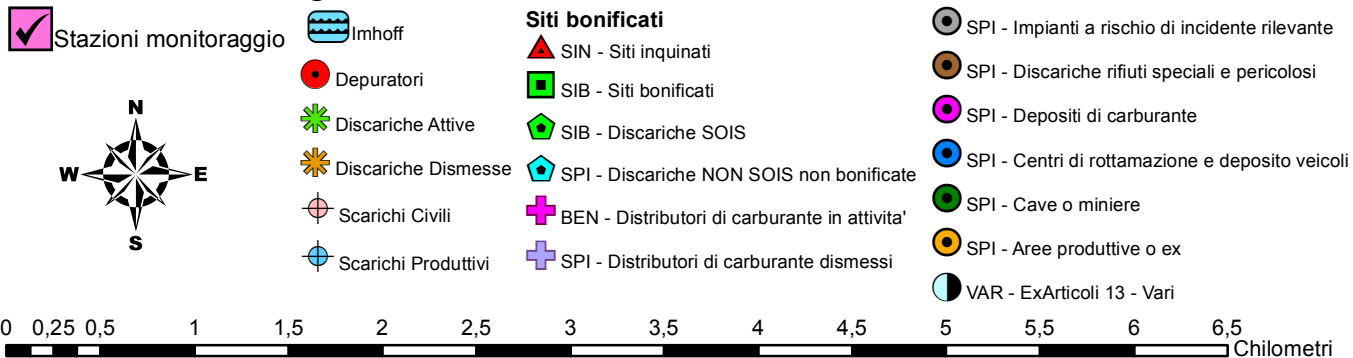 Stazioni monitoraggio
N
W E
S
Imhoff
Depuratori
Discariche Attive
Discariche Dismesse
Scarichi Civili
Scarichi Produttivi
Siti bonificati
SIN - Siti inquinati
SIB - Siti bonificati
SIB - Discariche SOIS
SPI - Discariche NON SOIS non bonificate
BEN - Distributori di carburante in attivita'
SPI - Distributori di carburante dismessi
SPI - Impianti a rischio di incidente rilevante
SPI - Discariche rifiuti speciali e pericolosi
SPI - Depositi di carburante
SPI - Centri di rottamazione e deposito veicoli
SPI - Cave o miniere
SPI - Aree produttive o ex
VAR - ExArticoli 13 - Vari
0 0,25 0,5 1 1,5 2 2,5 3 3,5 4 4,5 5 5,5 6 6,5
Chilometri